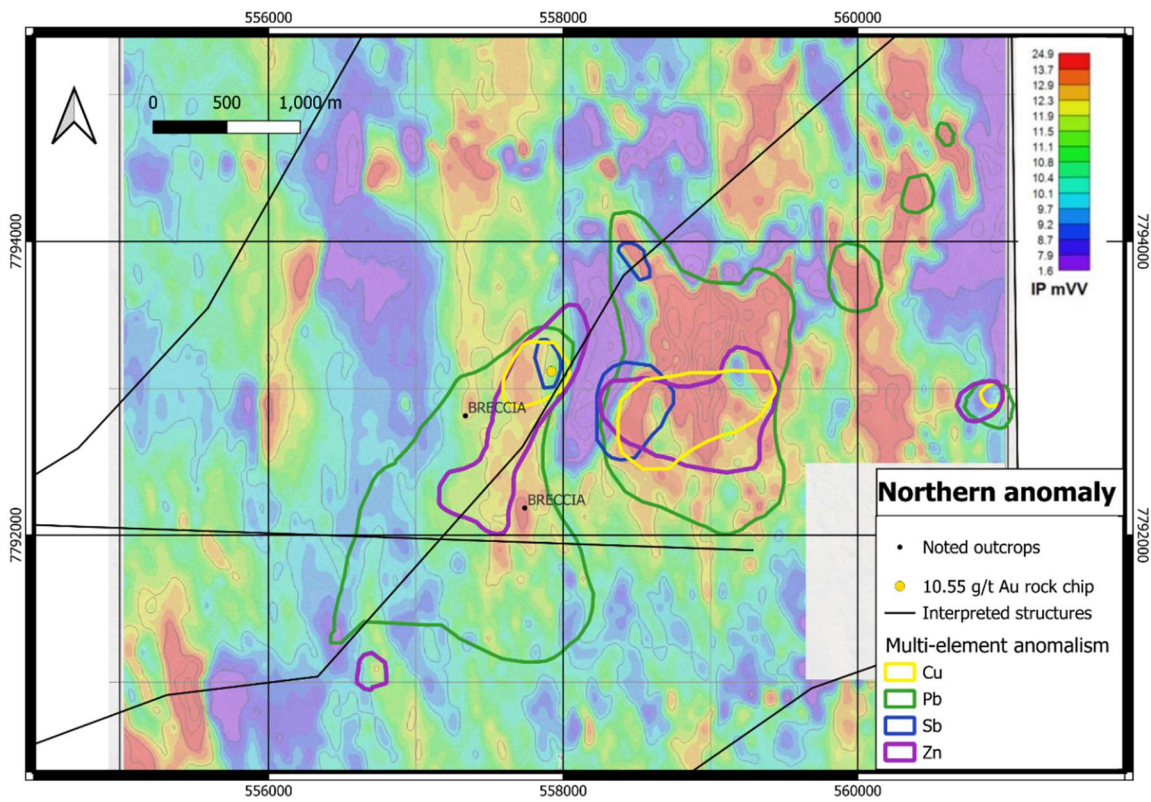 556000
558000
560000
0
500
1,000 m
24.9
13.7
12.9
12.3
11.9
11.5
11.1
10.8
10.4
10.1
9.7
9.2
8.7
7.9
1.6
IP mVV
7794000
7794000
BRECCIA
BRECCIA
7792000
7792000
Northern anomaly
Noted outcrops
10.55 g/t Au rock chip
Interpreted structures
Multi-element anomalism
Cu
Pb
Sb
Zn
556000
558000
560000